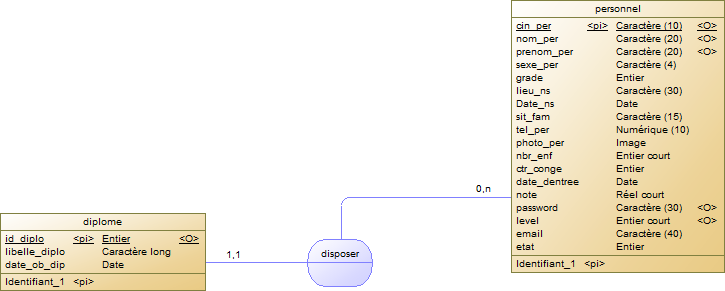 personnel
cin_per <pi> Caractère (10) <O>
nom_per Caractère (20) <O>
prenom_per Caractère (20) <O>
sexe_per Caractère (4)
grade Entier
lieu_ns Caractère (30)
Date_ns Date
sit_fam Caractère (15)
tel_per Numérique (10)
photo_per Image
nbr_enf Entier court
ctr_conge Entier
date_dentree Date
note Réel court
password Caractère (30) <O>
level Entier court <O>
email Caractère (40)
etat Entier
Identifiant_1 <pi>
0,n
disposer
1,1
diplome
id_diplo <pi> Entier <O>
libelle_diplo Caractère long
date_ob_dip Date
Identifiant_1 <pi>